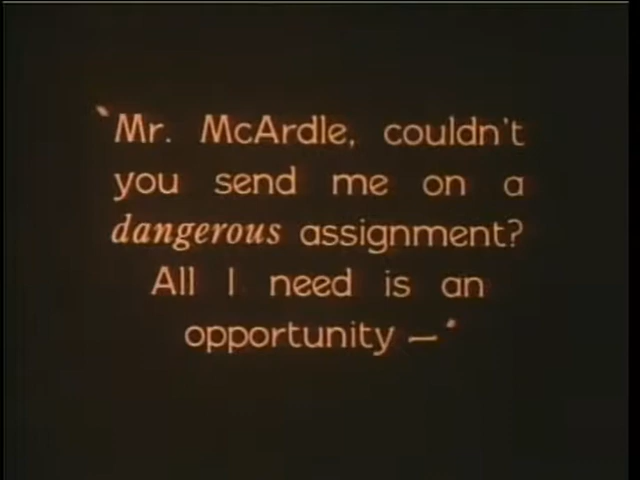 "Mr. McArdle, couldn't
you send me on a
dangerous assignment?
All I need is an
opportunity —"